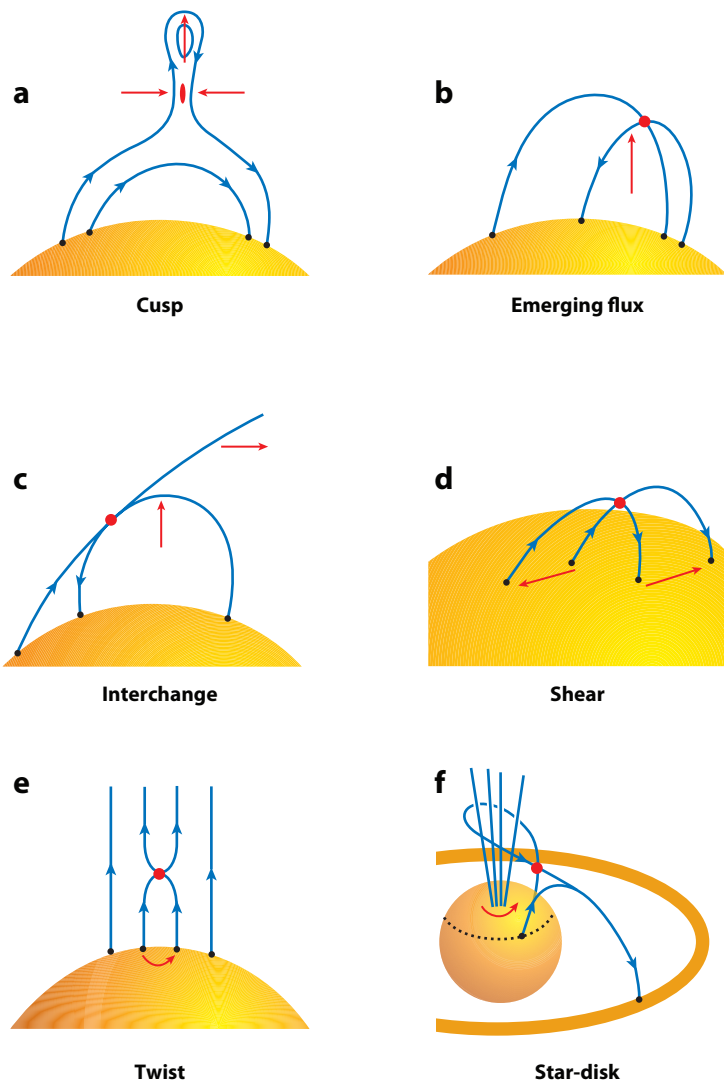 a
Cusp
b
Emerging flux
c
Interchange
d
Shear
e
Twist
f
Star-disk